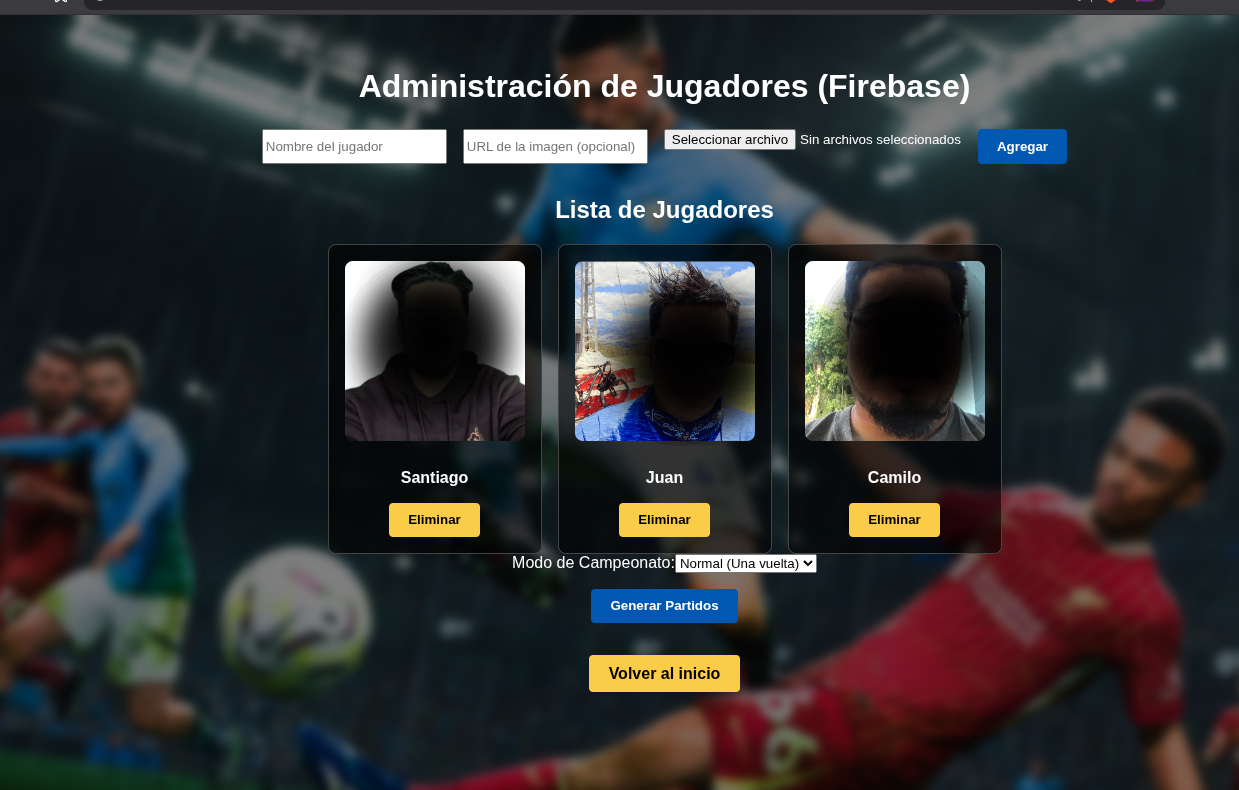 Administración de Jugadores (Firebase)
Nombre del jugador
URL de la imagen (opcional)
Seleccionar archivo Sin archivos seleccionados
Agregar
Lista de Jugadores
Santiago
Juan
Camilo
Eliminar
Eliminar
Eliminar
Modo de Campeonato: Normal (Una vuelta)
Generar Partidos
Volver al inicio